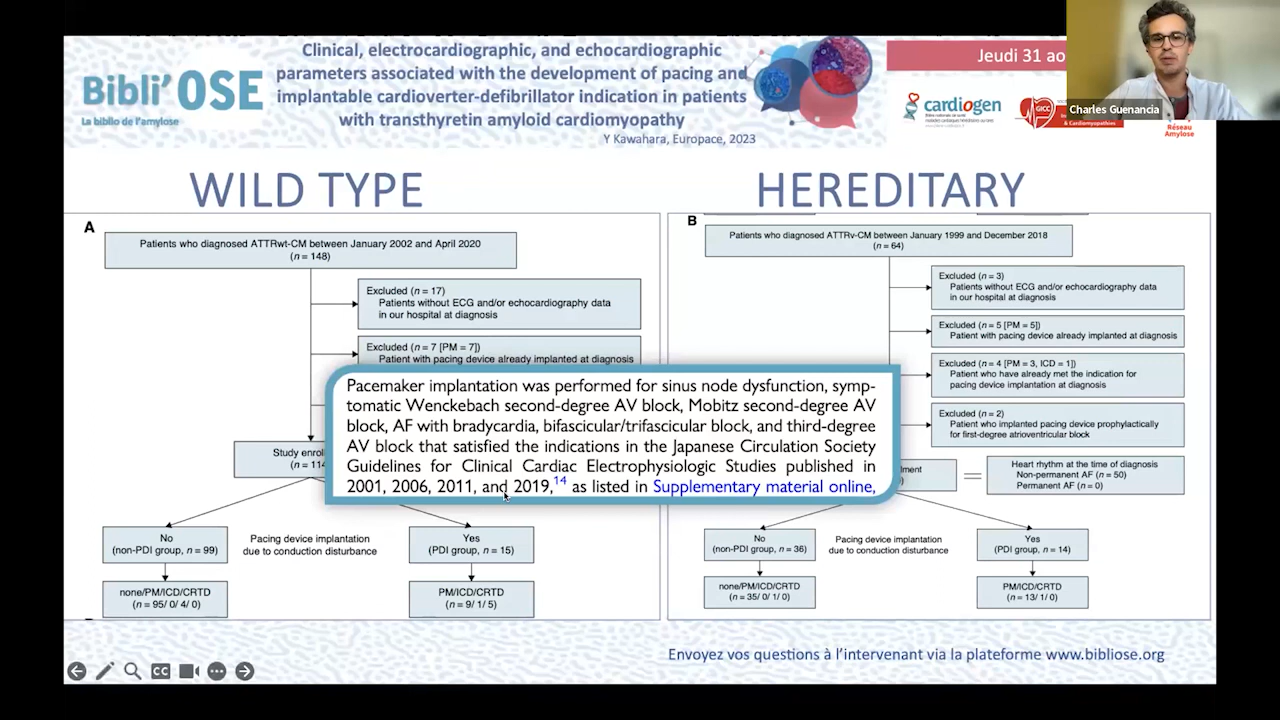 Clinical, electrocardiographic, and echocardiographic
parameters associated with the development of pacing and
implantable cardioverter-defibrillator indication in patients
with transthyretin amyloid cardiomyopathy
Y Kawahara, Europace, 2023
Bibli'OSE
La biblio de l'amylose
Jeudi 31 ao
cardiogen
GICC
& Cardiomyopathies
Réseau
Amylose
Charles Guenancia
WILD TYPE
A
Patients who diagnosed ATTRwt-CM between January 2002 and April 2020
(n = 148)
Excluded (n = 17)
Patients without ECG and/or echocardiography data
in our hospital at diagnosis
Excluded (n = 7 [PM = 7])
Patient with pacing device already implanted at diagnosis
Study enrol
(n = 114
No
(non-PDI group, n = 99)
Pacing device implantation
due to conduction disturbance
Yes
(PDI group, n = 15)
none/PM/ICD/CRTD
(n = 95/ 0/ 4/ 0)
PM/ICD/CRTD
(n = 9/ 1/ 5)
HEREDITARY
B
Patients who diagnosed ATTRv-CM between January 1999 and December 2018
(n = 64)
Excluded (n = 3)
Patients without ECG and/or echocardiography data
in our hospital at diagnosis
Excluded (n = 5 [PM = 5])
Patient with pacing device already implanted at diagnosis
Excluded (n = 4 [PM = 3, ICD = 1])
Patient who have already met the indication for
pacing device implantation at diagnosis
Excluded (n = 2)
Patient who implanted pacing device prophylactically
for first-degree atrioventricular block
lment
)
Heart rhythm at the time of diagnosis
Non-permanent AF (n = 50)
Permanent AF (n = 0)
No
(non-PDI group, n = 36)
Pacing device implantation
due to conduction disturbance
Yes
(PDI group, n = 14)
none/PM/ICD/CRTD
(n = 35/ 0/ 1/ 0)
PM/ICD/CRTD
(n = 13/ 1/ 0)
Pacemaker implantation was performed for sinus node dysfunction, symp-
tomatic Wenckebach second-degree AV block, Mobitz second-degree AV
block, AF with bradycardia, bifascicular/trifascicular block, and third-degree
AV block that satisfied the indications in the Japanese Circulation Society
Guidelines for Clinical Cardiac Electrophysiologic Studies published in
2001, 2006, 2011, and 2019,14 as listed in Supplementary material online,
CC
Envoyez vos questions à l'intervenant via la plateforme www.bibliose.org